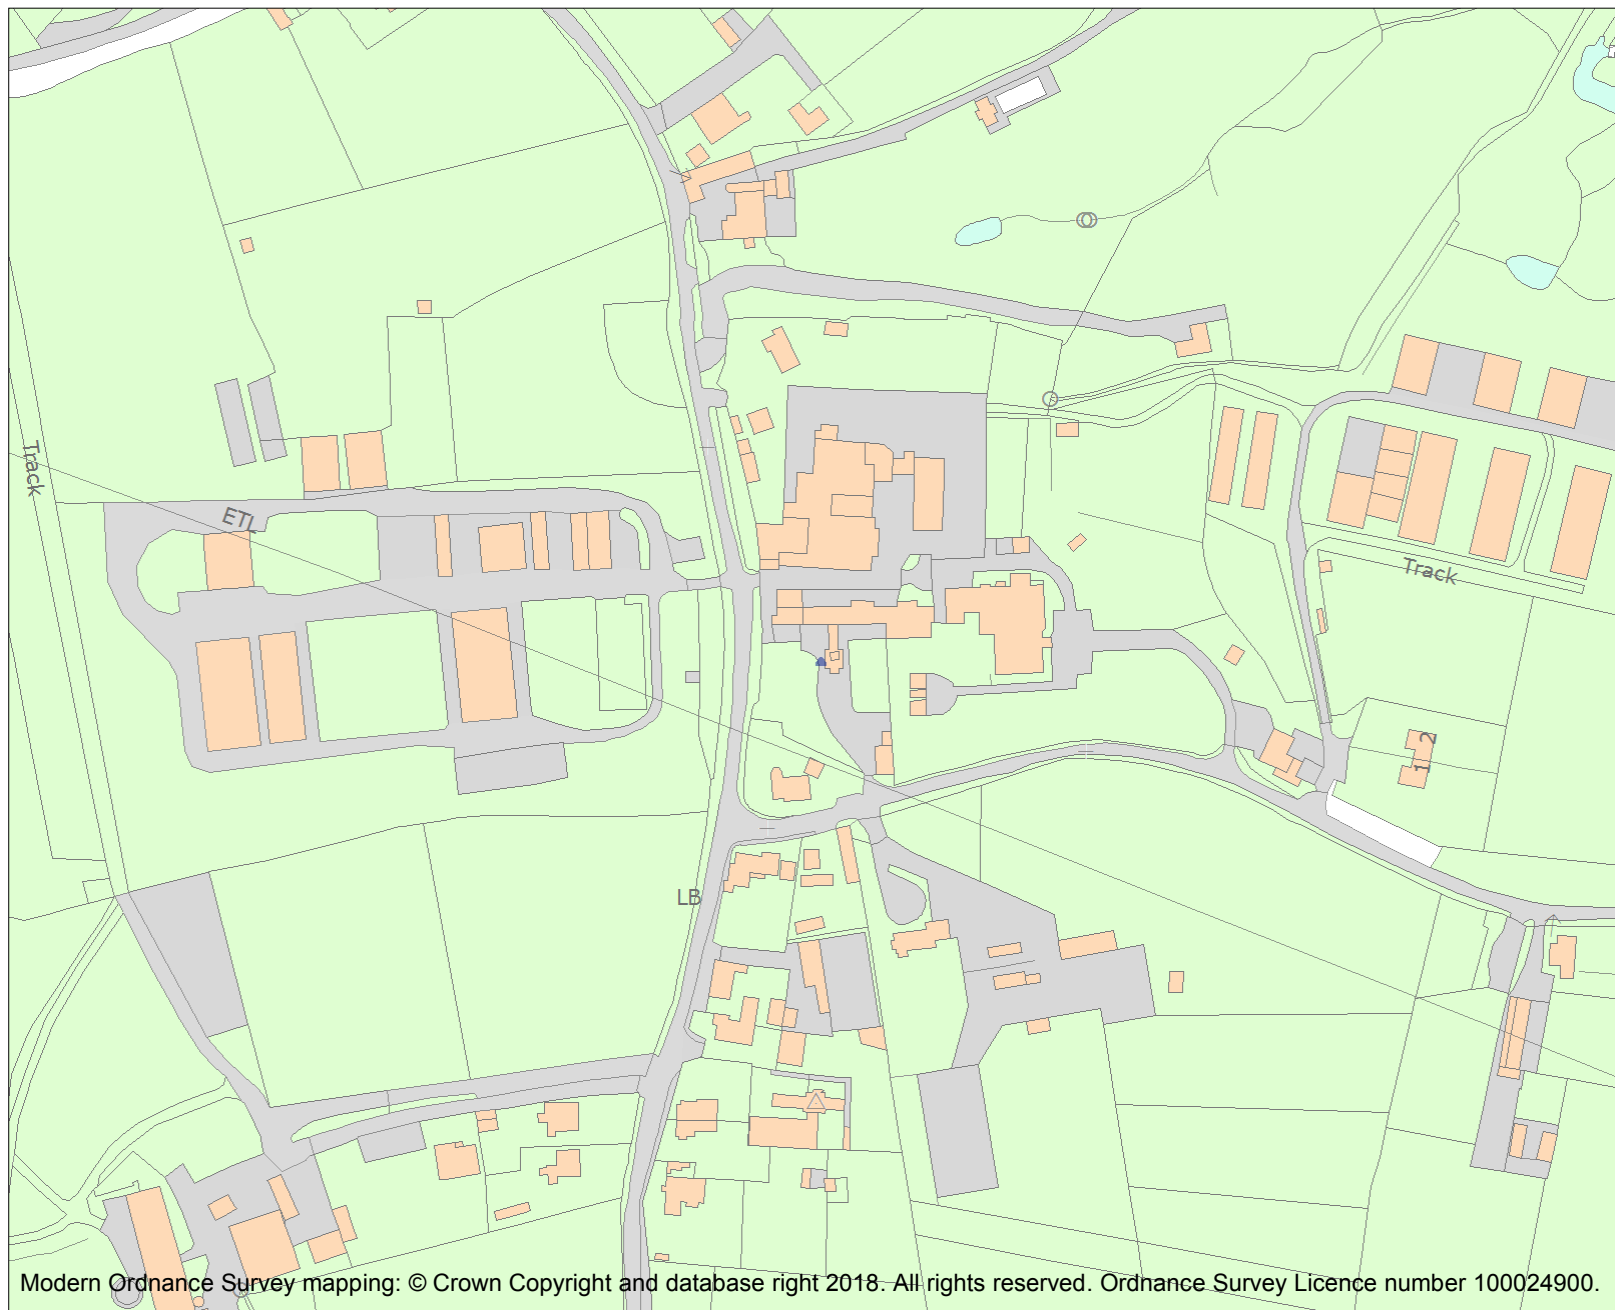 Track
ETL
Track
2
1
LB
Modern Ordnance Survey mapping: © Crown Copyright and database right 2018. All rights reserved. Ordnance Survey Licence number 100024900.